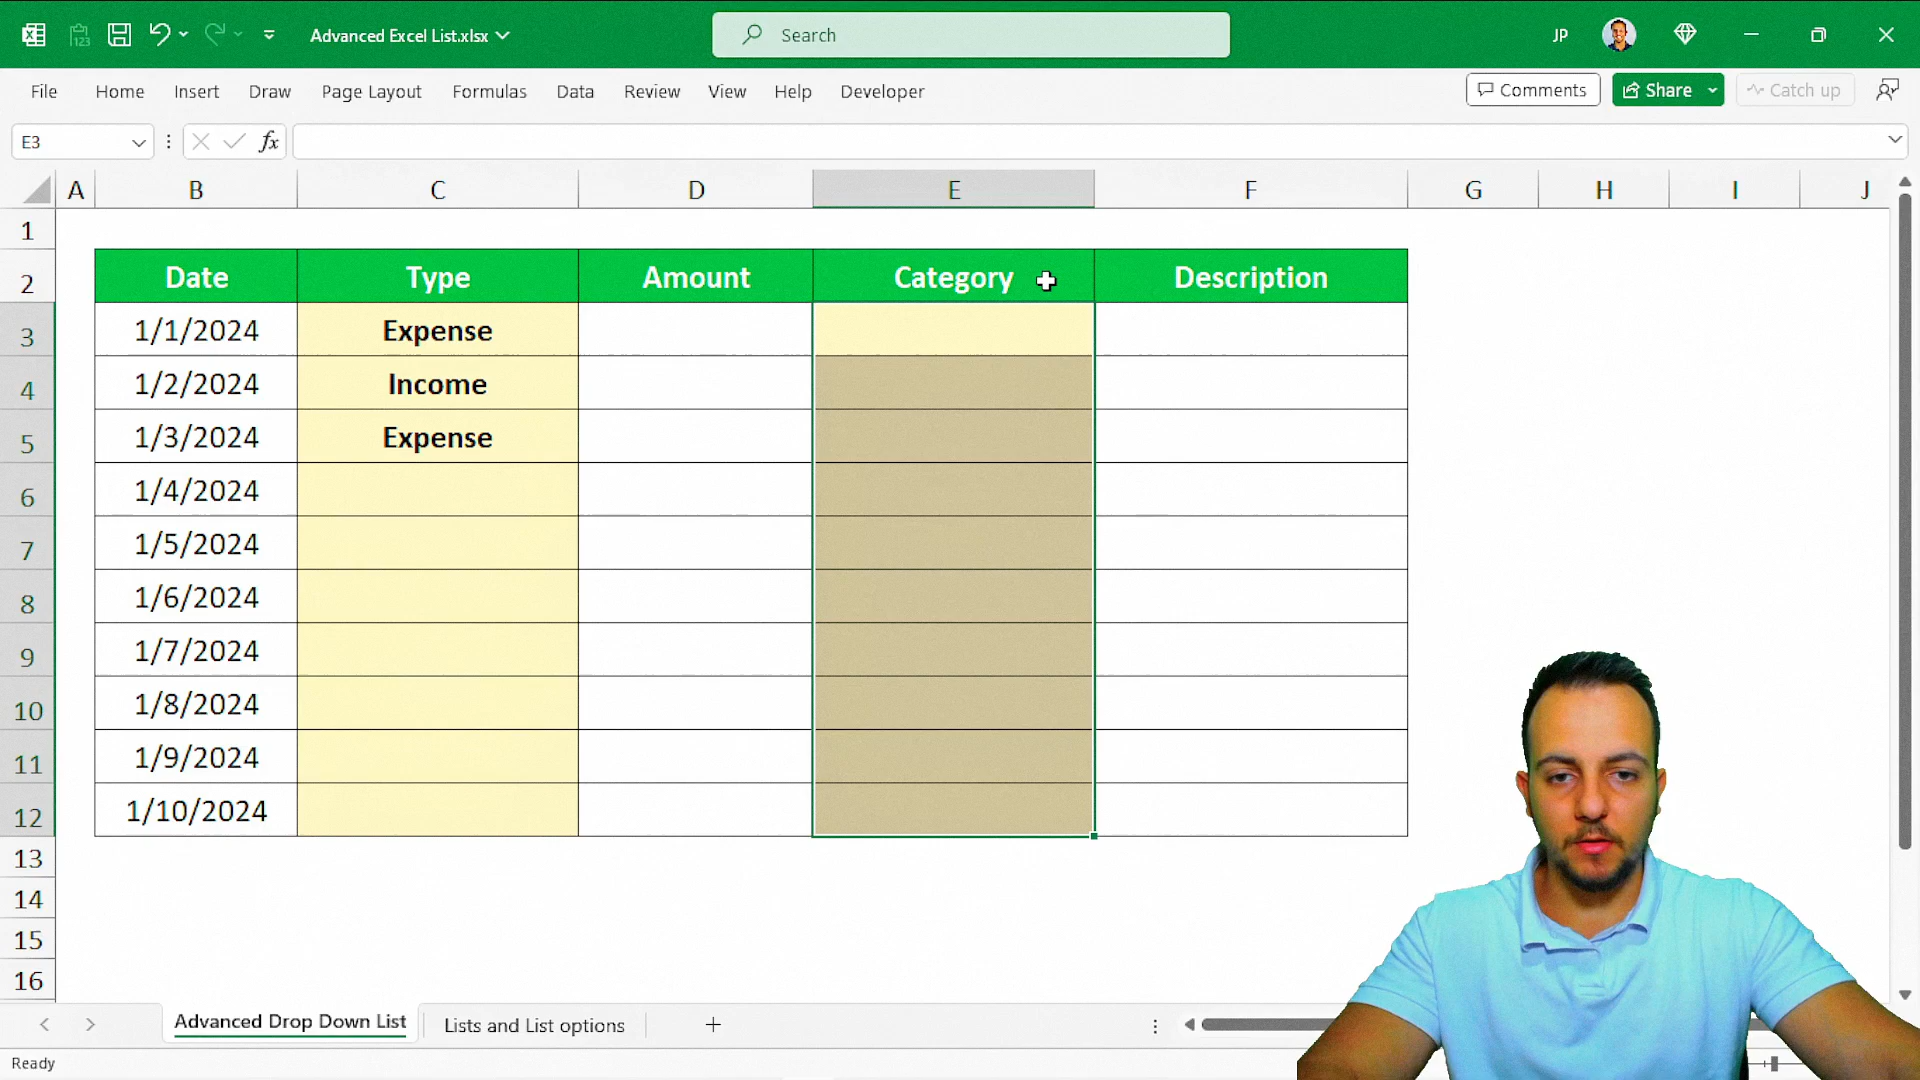 Advanced Excel List.xlsx
Search
JP
File Home Insert Draw Page Layout Formulas Data Review View Help Developer
Comments Share Catch up
E3 fx
A B C D E F G H I J
1
2 Date Type Amount Category Description
3 1/1/2024 Expense
4 1/2/2024 Income
5 1/3/2024 Expense
6 1/4/2024
7 1/5/2024
8 1/6/2024
9 1/7/2024
10 1/8/2024
11 1/9/2024
12 1/10/2024
13
14
15
16
Advanced Drop Down List Lists and List options
Ready